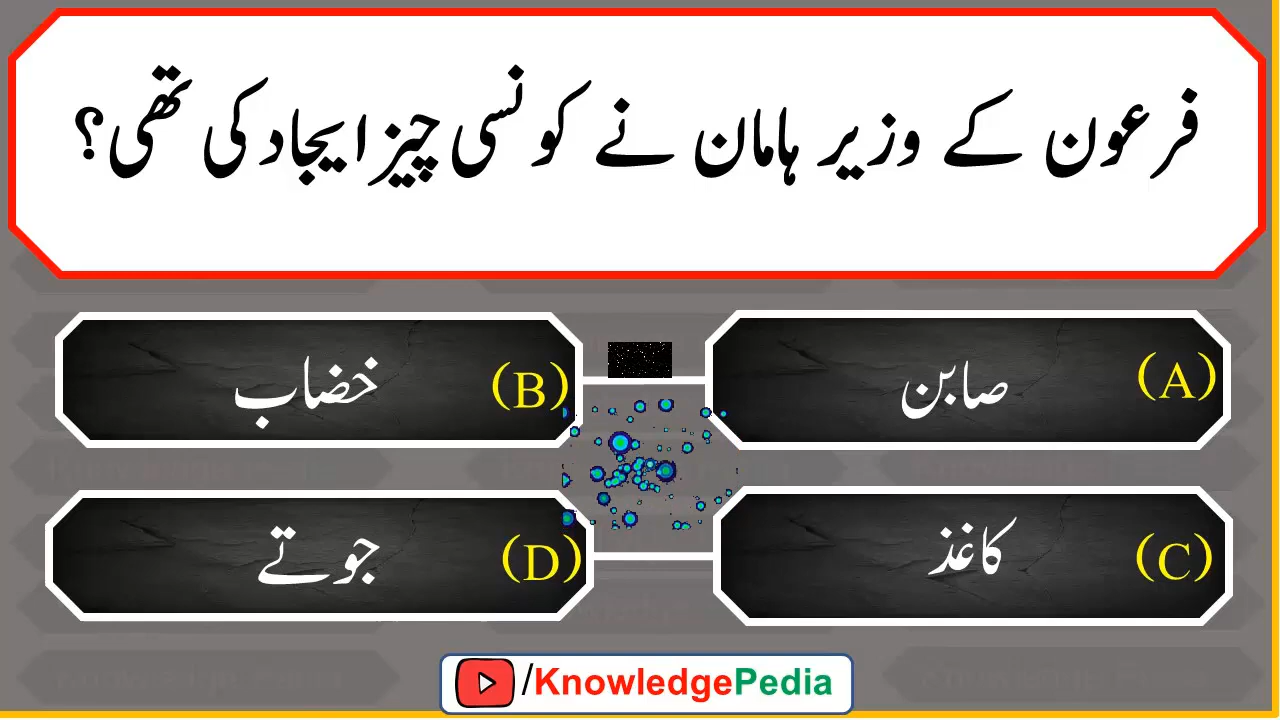 فرعون کے وزیر ہامان نے کونسی چیز ایجاد کی تھی؟
(A) صابن
(B) خضاب
(C) کاغذ
(D) جوتے
/KnowledgePedia